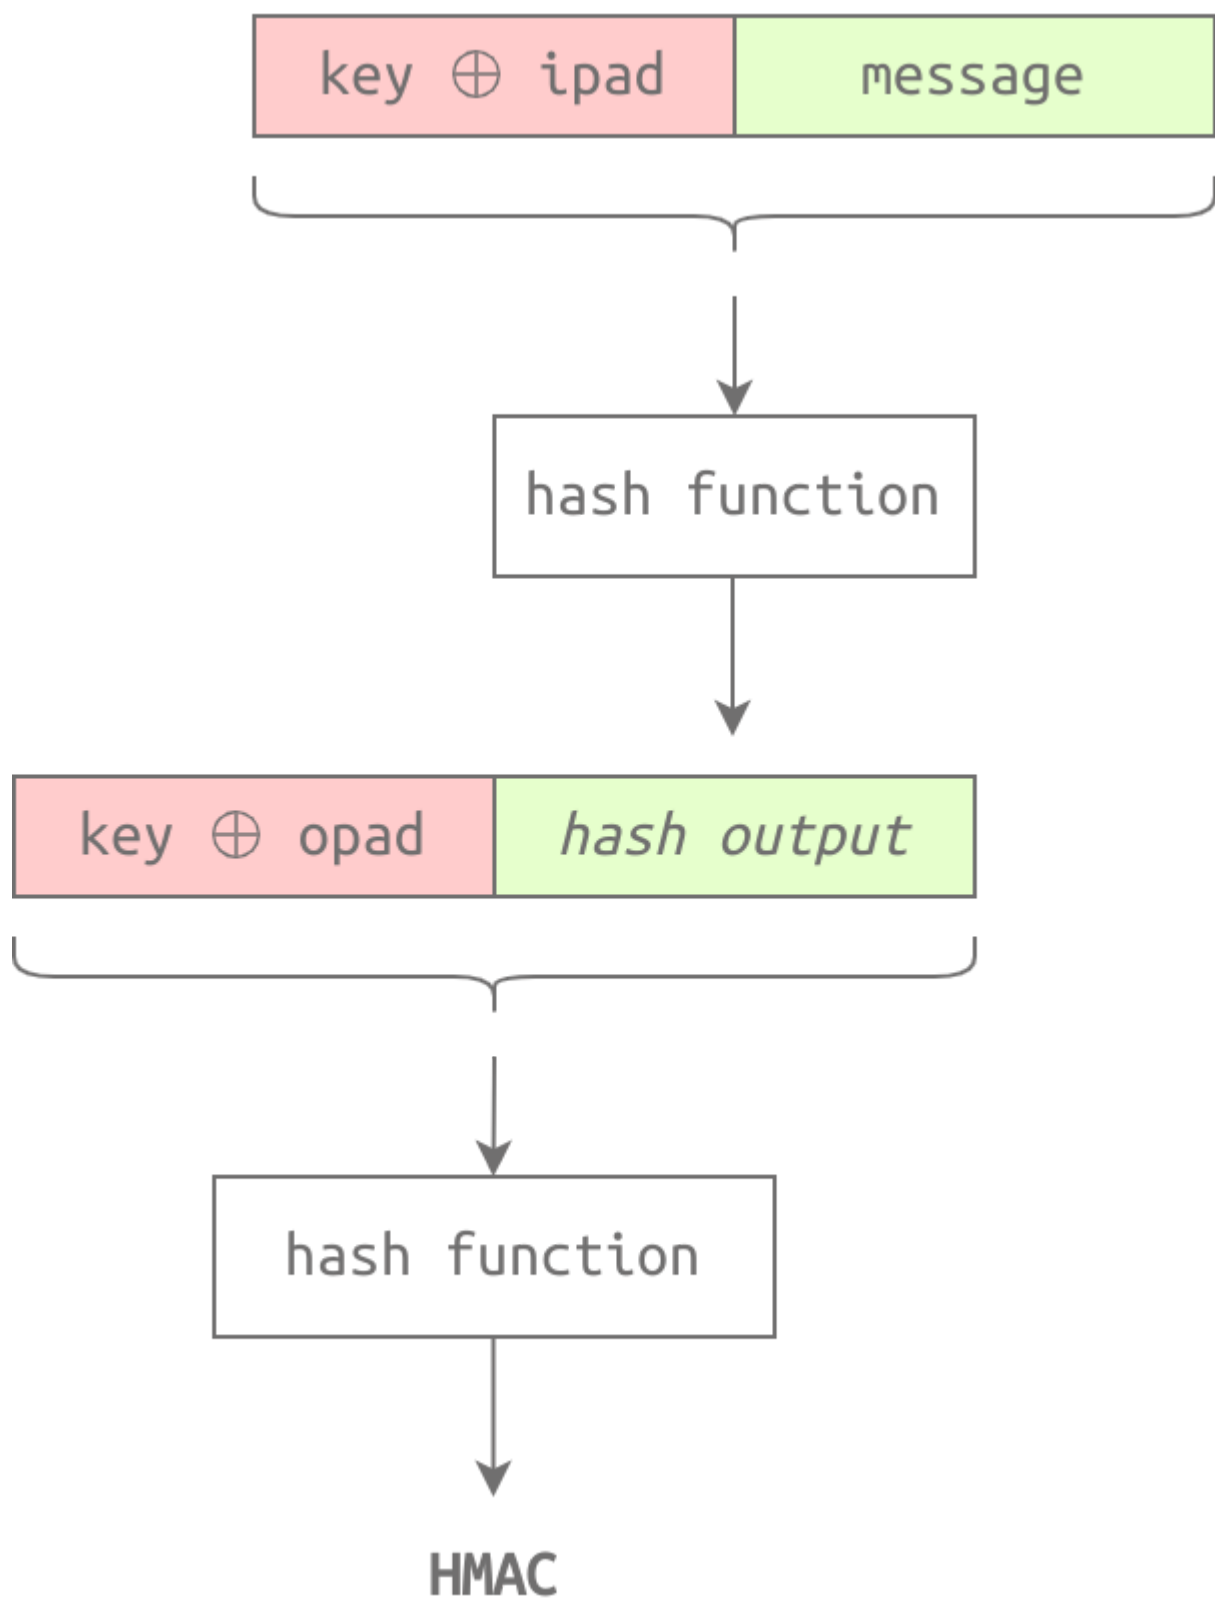 key ⊕ ipad message
hash function
key ⊕ opad hash output
hash function
HMAC